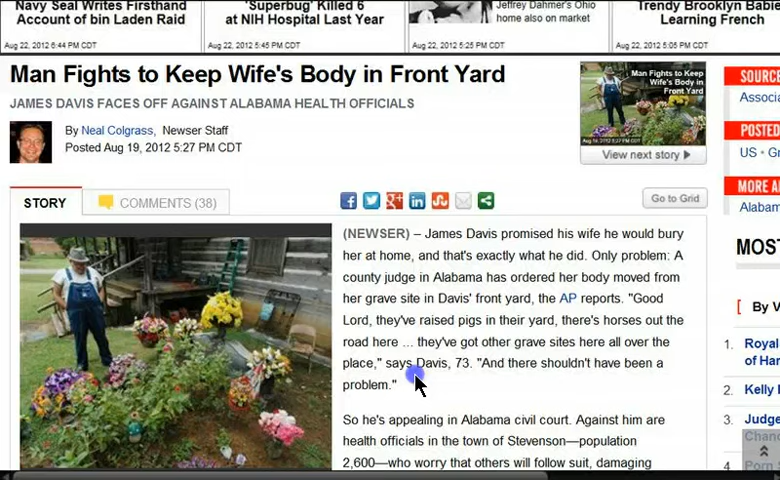 Navy Seal Writes Firsthand
Account of bin Laden Raid
Aug 22, 2012 6:44 PM CDT
'Superbug' Killed 6
at NIH Hospital Last Year
Aug 22, 2012 5:45 PM CDT
Jeffrey Dahmer's Ohio
home also on market
Aug 22, 2012 5:25 PM CDT
Trendy Brooklyn Babie
Learning French
Aug 22, 2012 5:05 PM CDT
Man Fights to Keep Wife's Body in Front Yard
JAMES DAVIS FACES OFF AGAINST ALABAMA HEALTH OFFICIALS
By Neal Colgrass, Newser Staff
Posted Aug 19, 2012 5:27 PM CDT
Man Fights to Keep
Wife's Body in
Front Yard
View next story
SOURC
Associa
POSTED
US • Gr
MORE A
Alabam
STORY
COMMENTS (38)
Go to Grid
(NEWSER) – James Davis promised his wife he would bury
her at home, and that's exactly what he did. Only problem: A
county judge in Alabama has ordered her body moved from
her grave site in Davis' front yard, the AP reports. "Good
Lord, they've raised pigs in their yard, there's horses out the
road here ... they've got other grave sites here all over the
place," says Davis, 73. "And there shouldn't have been a
problem."
So he's appealing in Alabama civil court. Against him are
health officials in the town of Stevenson—population
2,600—who worry that others will follow suit, damaging
MOST
By V
1. Royal
of Har
2. Kelly
3. Judge
Chanc
4. Porn S